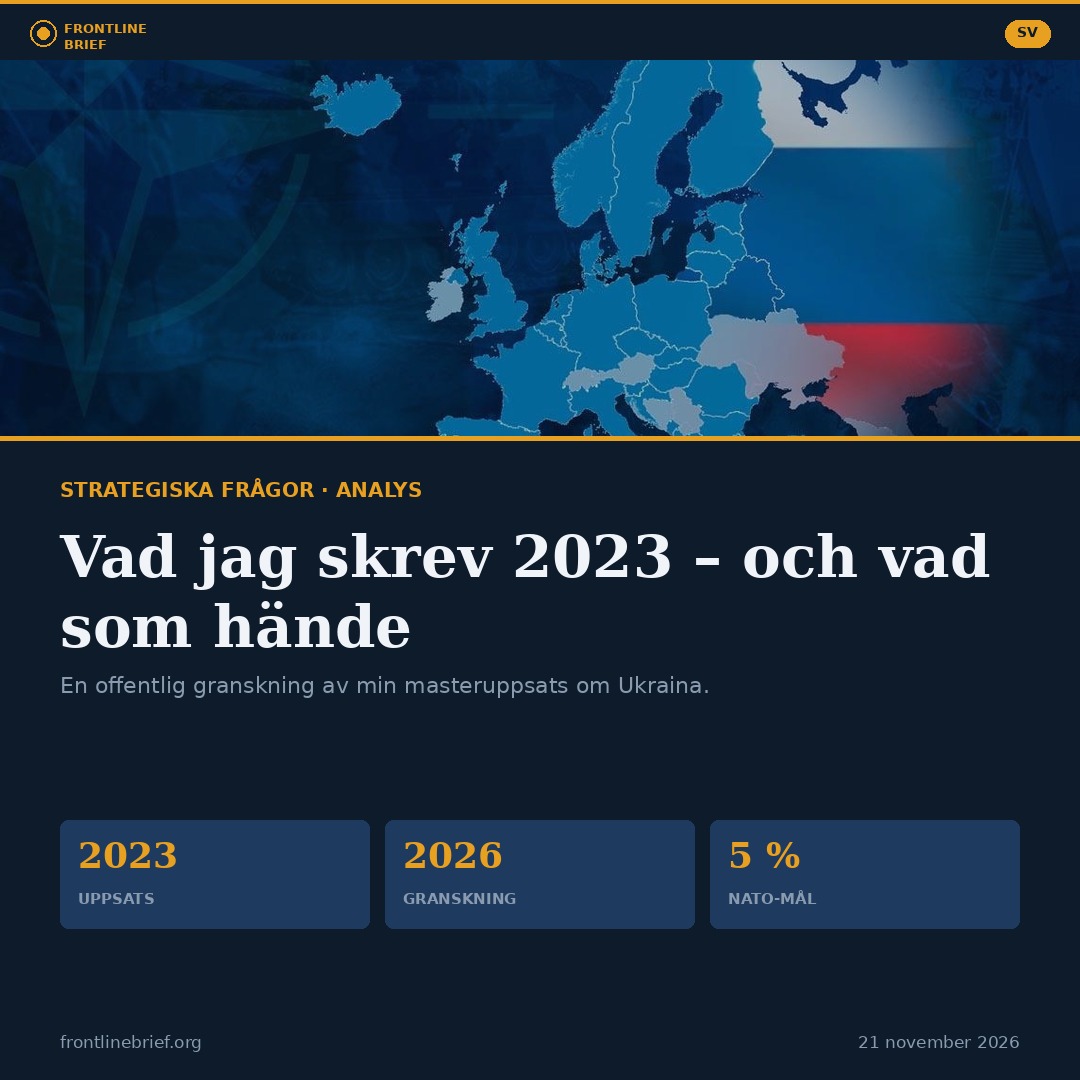 FRONTLINE
BRIEF
SV
STRATEGISKA FRÅGOR · ANALYS
Vad jag skrev 2023 – och vad
som hände
En offentlig granskning av min masteruppsats om Ukraina.
2023
UPPSATS
2026
GRANSKNING
5 %
NATO-MÅL
frontlinebrief.org
21 november 2026